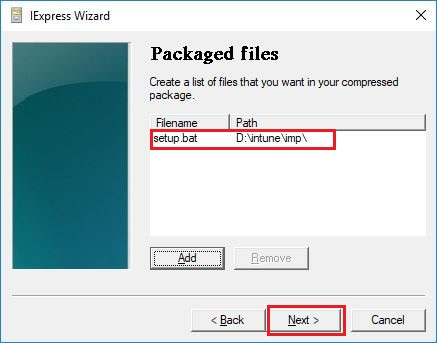 IExpress Wizard
Packaged files
Create a list of files that you want in your compressed
package.
Filename Path
setup.bat D:\intune\imp\
Add Remove
< Back Next > Cancel